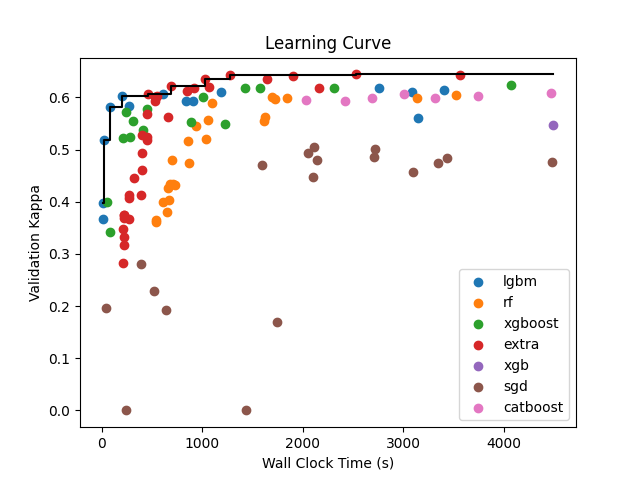 Learning Curve
Validation Kappa
0.6
0.5
0.4
0.3
0.2
0.1
0.0
0
1000
2000
3000
4000
Wall Clock Time (s)
lgbm
rf
xgboost
extra
xgb
sgd
catboost